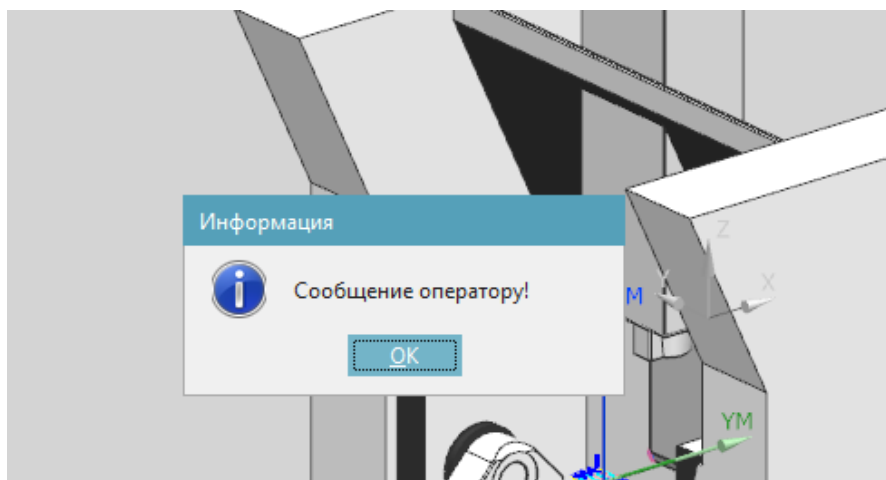 Информация
Z
Сообщение оператору!
Y
X
M
OK
YM